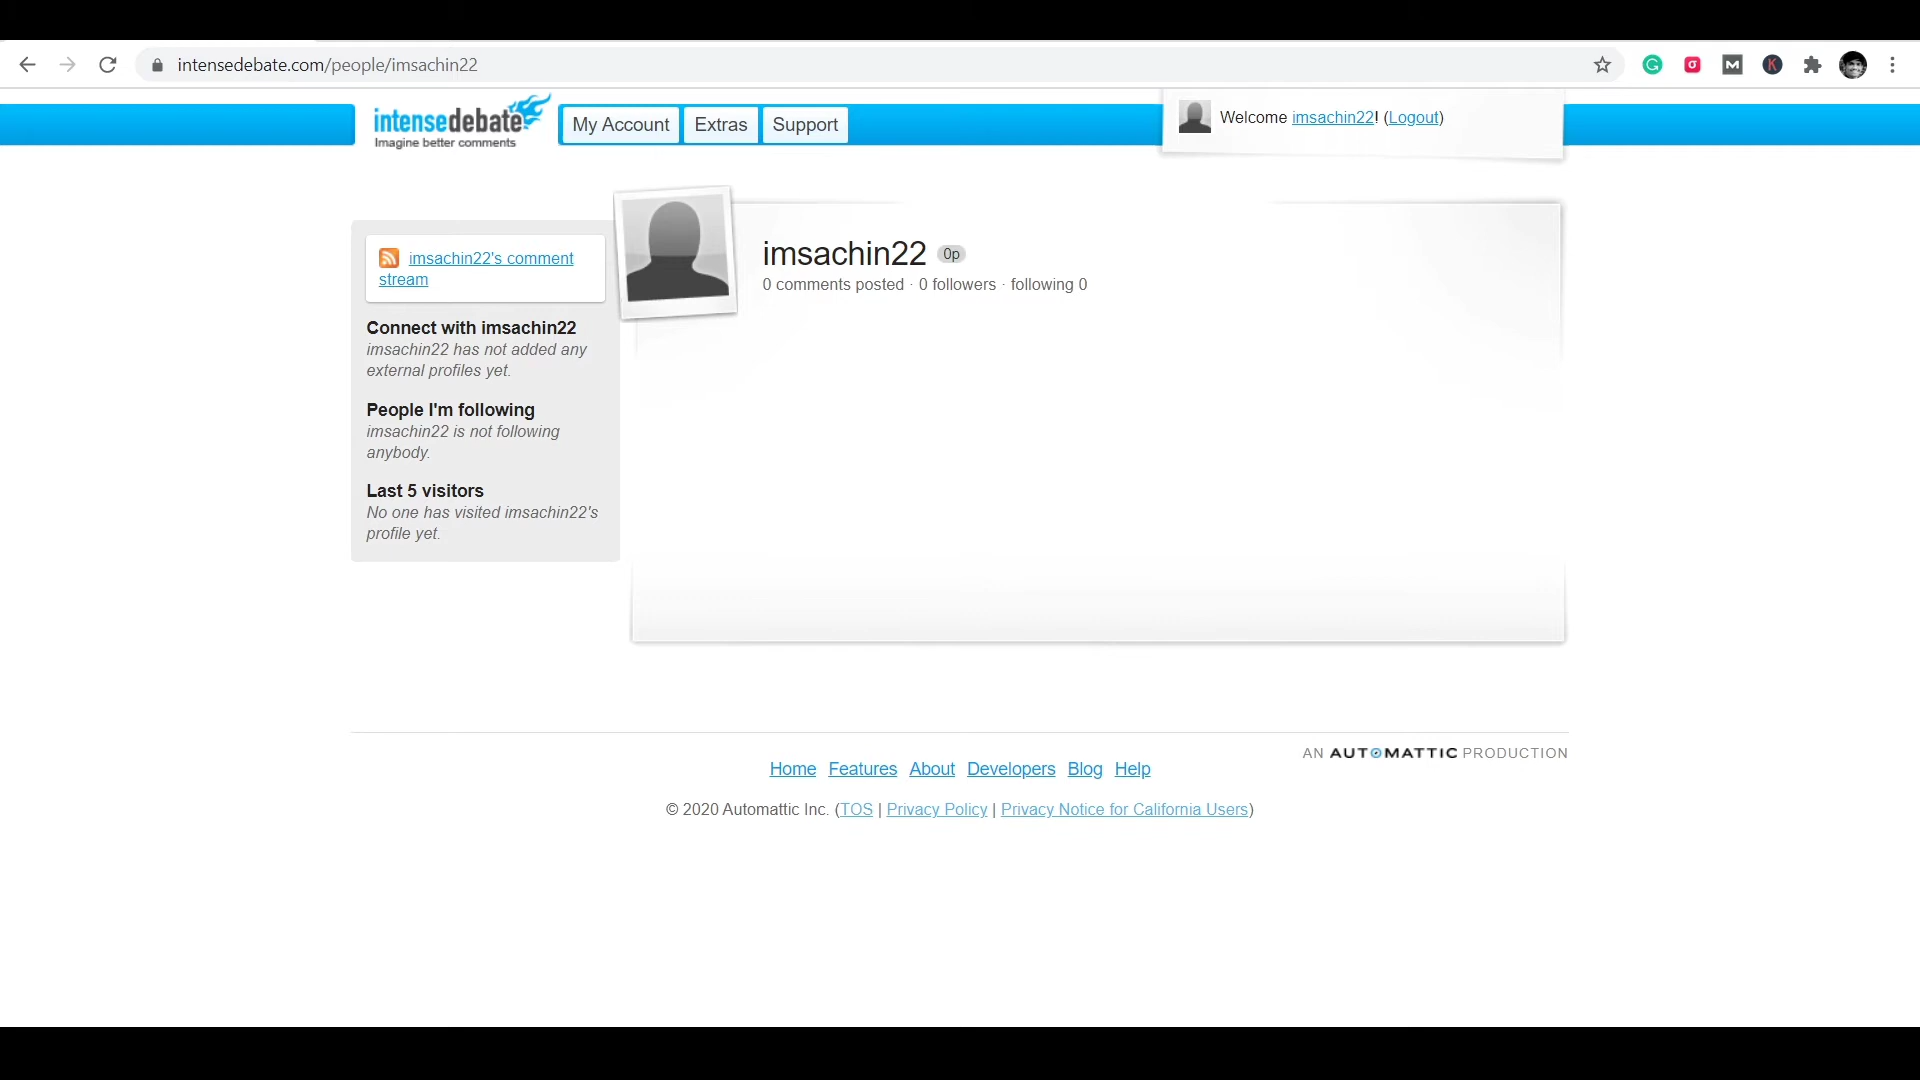 intensedebate.com/people/imsachin22
intensedebate
Imagine better comments
My Account
Extras
Support
Welcome imsachin22! (Logout)
imsachin22's comment
stream
Connect with imsachin22
imsachin22 has not added any
external profiles yet.
People I'm following
imsachin22 is not following
anybody.
Last 5 visitors
No one has visited imsachin22's
profile yet.
imsachin22 0p
0 comments posted · 0 followers · following 0
AN AUTOMATTIC PRODUCTION
Home Features About Developers Blog Help
© 2020 Automattic Inc. (TOS | Privacy Policy | Privacy Notice for California Users)